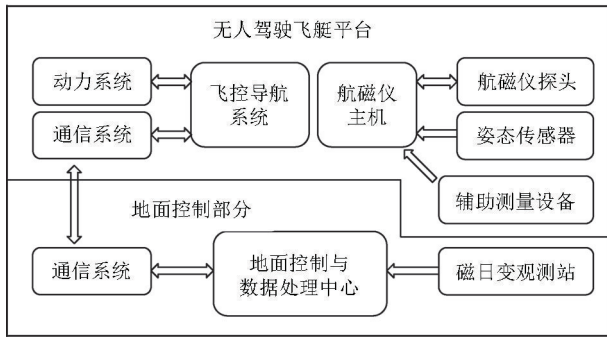 无人驾驶飞艇平台
动力系统
飞控导航
系统
航磁仪
主机
航磁仪探头
通信系统
姿态传感器
辅助测量设备
地面控制部分
通信系统
地面控制与
数据处理中心
磁日变观测站